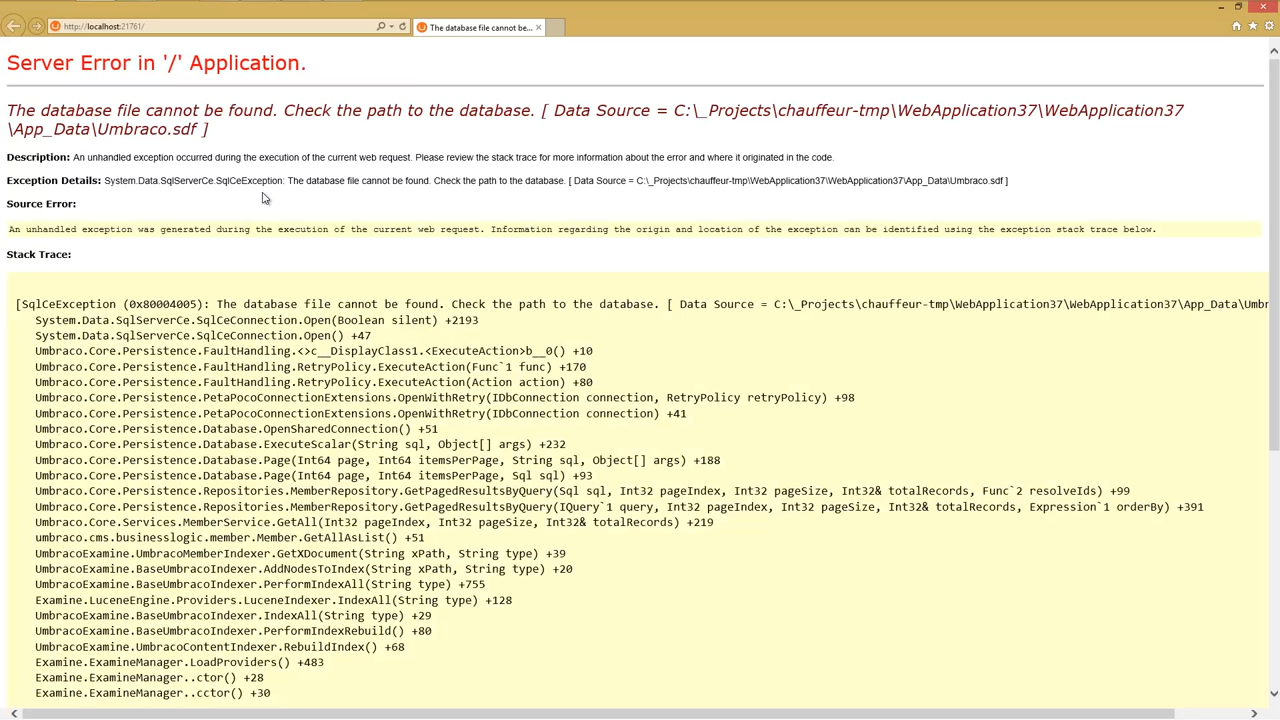 http://localhost:21761/
The database file cannot be...
Server Error in '/' Application.
The database file cannot be found. Check the path to the database. [ Data Source = C:\_Projects\chauffeur-tmp\WebApplication37\WebApplication37
\App_Data\Umbraco.sdf ]
Description: An unhandled exception occurred during the execution of the current web request. Please review the stack trace for more information about the error and where it originated in the code.
Exception Details: System.Data.SqlServerCe.SqlCeException: The database file cannot be found. Check the path to the database. [ Data Source = C:\_Projects\chauffeur-tmp\WebApplication37\WebApplication37\App_Data\Umbraco.sdf ]
Source Error:
An unhandled exception was generated during the execution of the current web request. Information regarding the origin and location of the exception can be identified using the exception stack trace below.
Stack Trace:
[SqlCeException (0x80004005): The database file cannot be found. Check the path to the database. [ Data Source = C:\_Projects\chauffeur-tmp\WebApplication37\WebApplication37\App_Data\Umbr
System.Data.SqlServerCe.SqlCeConnection.Open(Boolean silent) +2193
System.Data.SqlServerCe.SqlCeConnection.Open() +47
Umbraco.Core.Persistence.FaultHandling.<>c__DisplayClass1.<ExecuteAction>b__0() +10
Umbraco.Core.Persistence.FaultHandling.RetryPolicy.ExecuteAction(Func`1 func) +170
Umbraco.Core.Persistence.FaultHandling.RetryPolicy.ExecuteAction(Action action) +80
Umbraco.Core.Persistence.PetaPocoConnectionExtensions.OpenWithRetry(IDbConnection connection, RetryPolicy retryPolicy) +98
Umbraco.Core.Persistence.PetaPocoConnectionExtensions.OpenWithRetry(IDbConnection connection) +41
Umbraco.Core.Persistence.Database.OpenSharedConnection() +51
Umbraco.Core.Persistence.Database.ExecuteScalar(String sql, Object[] args) +232
Umbraco.Core.Persistence.Database.Page(Int64 page, Int64 itemsPerPage, String sql, Object[] args) +188
Umbraco.Core.Persistence.Database.Page(Int64 page, Int64 itemsPerPage, Sql sql) +93
Umbraco.Core.Persistence.Repositories.MemberRepository.GetPagedResultsByQuery(Sql sql, Int32 pageIndex, Int32 pageSize, Int32& totalRecords, Func`2 resolveIds) +99
Umbraco.Core.Persistence.Repositories.MemberRepository.GetPagedResultsByQuery(IQuery`1 query, Int32 pageIndex, Int32 pageSize, Int32& totalRecords, Expression`1 orderBy) +391
Umbraco.Core.Services.MemberService.GetAll(Int32 pageIndex, Int32 pageSize, Int32& totalRecords) +219
umbraco.cms.businesslogic.member.Member.GetAllAsList() +51
UmbracoExamine.UmbracoMemberIndexer.GetXDocument(String xPath, String type) +39
UmbracoExamine.BaseUmbracoIndexer.AddNodesToIndex(String xPath, String type) +20
UmbracoExamine.BaseUmbracoIndexer.PerformIndexAll(String type) +755
Examine.LuceneEngine.Providers.LuceneIndexer.IndexAll(String type) +128
UmbracoExamine.BaseUmbracoIndexer.IndexAll(String type) +29
UmbracoExamine.BaseUmbracoIndexer.PerformIndexRebuild() +80
UmbracoExamine.UmbracoContentIndexer.RebuildIndex() +68
Examine.ExamineManager.LoadProviders() +483
Examine.ExamineManager..ctor() +28
Examine.ExamineManager..cctor() +30